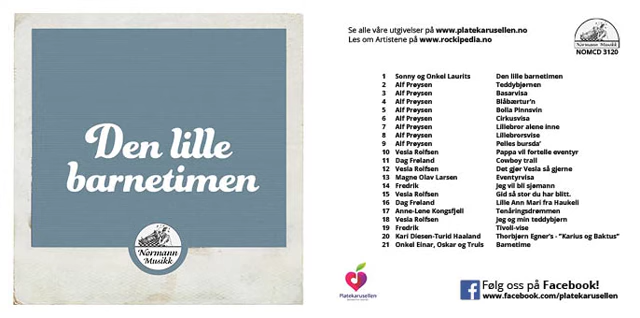 Den lille
barnetimen
Normann
Musikk
Se alle våre utgivelser på www.platekarusellen.no
Les om Artistene på www.rockipedia.no
NOMCD 3120
1 Sonny og Onkel Laurits Den lille barnetimen
2 Alf Prøysen Teddybjørnen
3 Alf Prøysen Basarvisa
4 Alf Prøysen Blåbærtur'n
5 Alf Prøysen Bolla Pinnsvin
6 Alf Prøysen Cirkusvisa
7 Alf Prøysen Lillebror alene inne
8 Alf Prøysen Lillebrorsvise
9 Alf Prøysen Pelles bursda'
10 Vesla Rolfsen Pappa vil fortelle eventyr
11 Dag Frøland Cowboy trall
12 Vesla Rolfsen Det gjør Vesla så gjerne
13 Magne Olav Larsen Eventyrvisa
14 Fredrik Jeg vil bli sjømann
15 Vesla Rolfsen Gid så stor du har blitt.
16 Dag Frøland Lille Ann Mari fra Haukeli
17 Anne-Lene Kongsfjell Tenåringsdrømmen
18 Vesla Rolfsen Jeg og min teddybjørn
19 Fredrik Tivoli-vise
20 Kari Diesen-Turid Haaland Thorbjørn Egner's - "Karius og Baktus"
21 Onkel Einar, Oskar og Truls Barnetime
Platekarusellen
Følg oss på Facebook!
www.facebook.com/platekarusellen